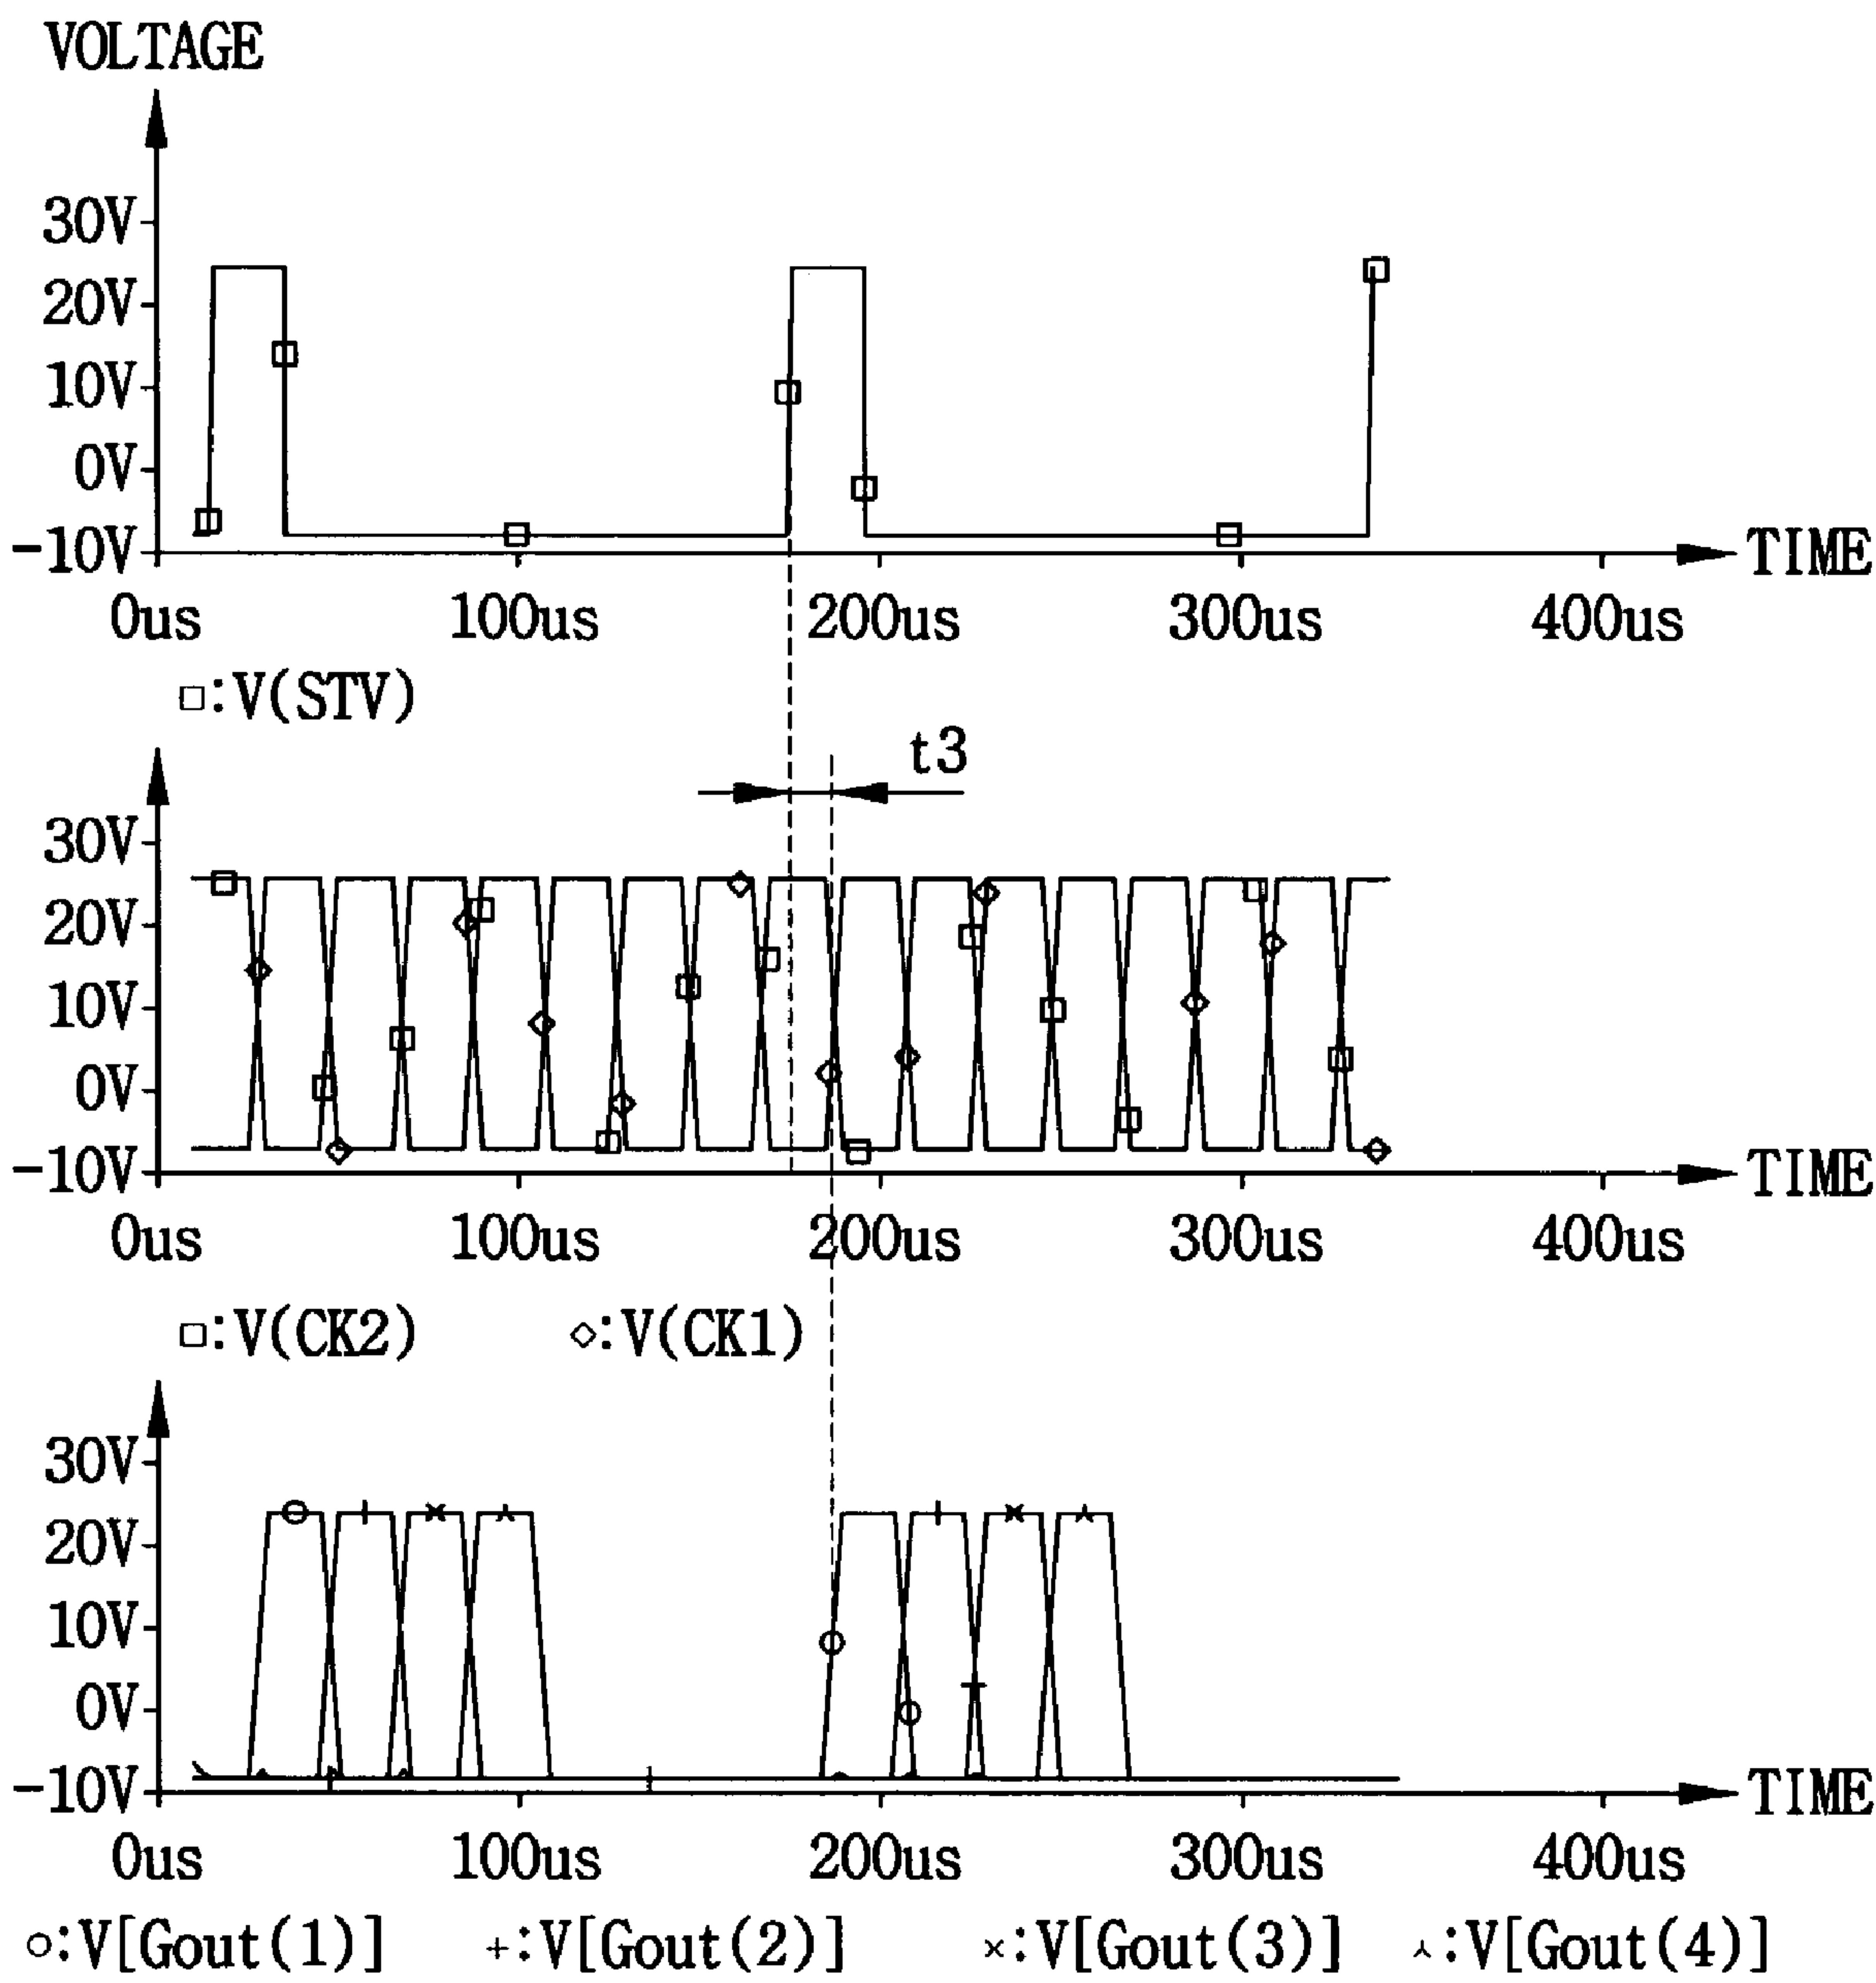 VOLTAGE
30V
20V
10V
0V
-10V
TIME
0us 100us 200us 300us 400us
□:V(STV)
t3
30V
20V
10V
0V
-10V
TIME
0us 100us 200us 300us 400us
□:V(CK2) ◇:V(CK1)
30V
20V
10V
0V
-10V
TIME
0us 100us 200us 300us 400us
○:V[Gout(1)] +:V[Gout(2)] ×:V[Gout(3)] ⅄:V[Gout(4)]